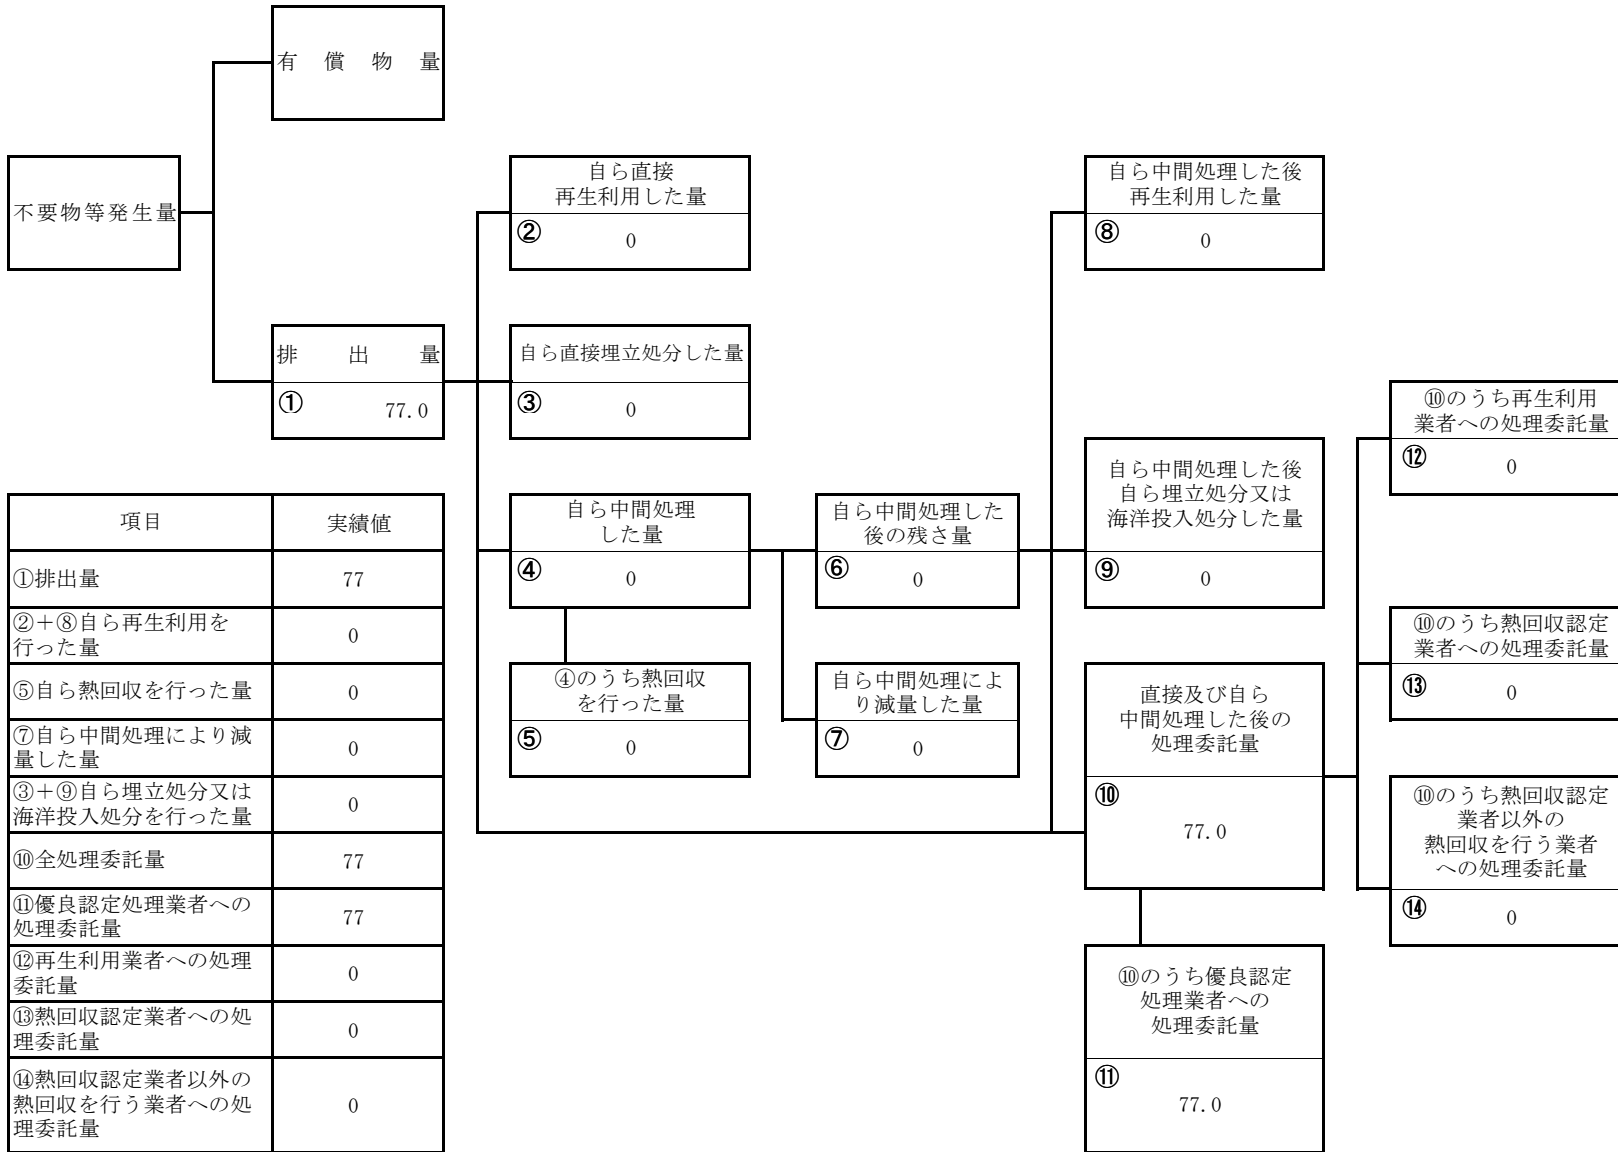 有償物量
不要物等発生量
自ら直接
再生利用した量
② 0
自ら中間処理した後
再生利用した量
⑧ 0
排出量
① 77.0
自ら直接埋立処分した量
③ 0
⑩のうち再生利用
業者への処理委託量
⑫ 0
自ら中間処理
した量
④ 0
自ら中間処理した
後の残さ量
⑥ 0
自ら中間処理した後
自ら埋立処分又は
海洋投入処分した量
⑨ 0
⑩のうち熱回収認定
業者への処理委託量
⑬ 0
④のうち熱回収
を行った量
⑤ 0
自ら中間処理によ
り減量した量
⑦ 0
直接及び自ら
中間処理した後の
処理委託量
⑩
77.0
⑩のうち熱回収認定
業者以外の
熱回収を行う業者
への処理委託量
⑭ 0
⑩のうち優良認定
処理業者への
処理委託量
⑪
77.0
項目 実績値
①排出量 77
②+⑧自ら再生利用を
行った量 0
⑤自ら熱回収を行った量 0
⑦自ら中間処理により減
量した量 0
③+⑨自ら埋立処分又は
海洋投入処分を行った量 0
⑩全処理委託量 77
⑪優良認定処理業者への
処理委託量 77
⑫再生利用業者への処理
委託量 0
⑬熱回収認定業者への処
理委託量 0
⑭熱回収認定業者以外の
熱回収を行う業者への処 0
理委託量